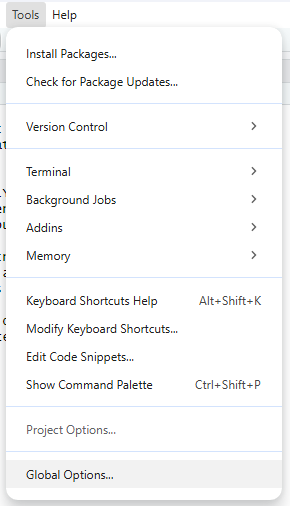 Tools Help
Install Packages...
Check for Package Updates...
Version Control
Terminal
Background Jobs
Addins
Memory
Keyboard Shortcuts Help Alt+Shift+K
Modify Keyboard Shortcuts...
Edit Code Snippets...
Show Command Palette Ctrl+Shift+P
Project Options...
Global Options...